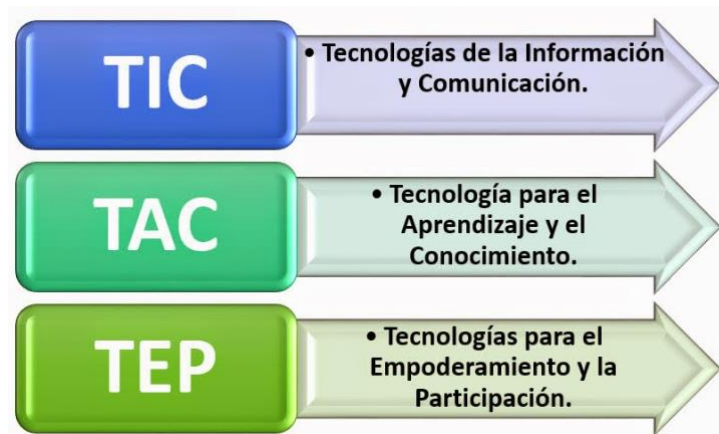 TIC
• Tecnologías de la Información
y Comunicación.
TAC
• Tecnología para el
Aprendizaje y el
Conocimiento.
TEP
• Tecnologías para el
Empoderamiento y la
Participación.